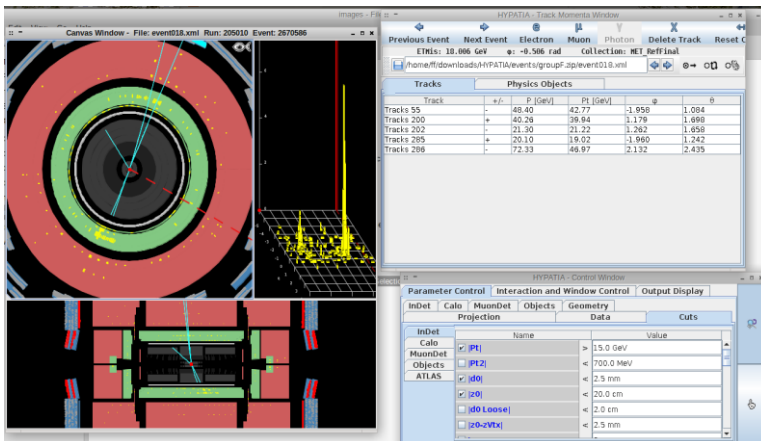 images - Fil
Canvas Window - File: event018.xml Run: 205010 Event: 2670586
HYPATIA - Track Momenta Window
Previous Event Next Event Electron Muon Photon Delete Track Reset C
ETMis: 18.006 GeV φ: -0.506 rad Collection: MET_RefFinal
/home/ff/downloads/HYPATIA/events/groupF.zip/event018.xml
Tracks Physics Objects
Track +/- P [GeV] Pt [GeV] φ θ
Tracks 55 - 48.40 42.77 -1.958 1.084
Tracks 200 + 40.26 39.94 1.179 1.698
Tracks 202 - 21.30 21.22 1.262 1.658
Tracks 285 + 20.10 19.02 -1.960 1.242
Tracks 286 - 72.33 46.97 2.132 2.435
HYPATIA - Control Window
Parameter Control Interaction and Window Control Output Display
InDet Calo MuonDet Objects Geometry
Projection Data Cuts
InDet
Calo
MuonDet
Objects
ATLAS
Name Value
|Pt| > 15.0 GeV
|Pt2| < 700.0 MeV
|d0| < 2.5 mm
|z0| < 20.0 cm
|d0 Loose| < 2.0 cm
|z0-zVtx| < 2.5 mm